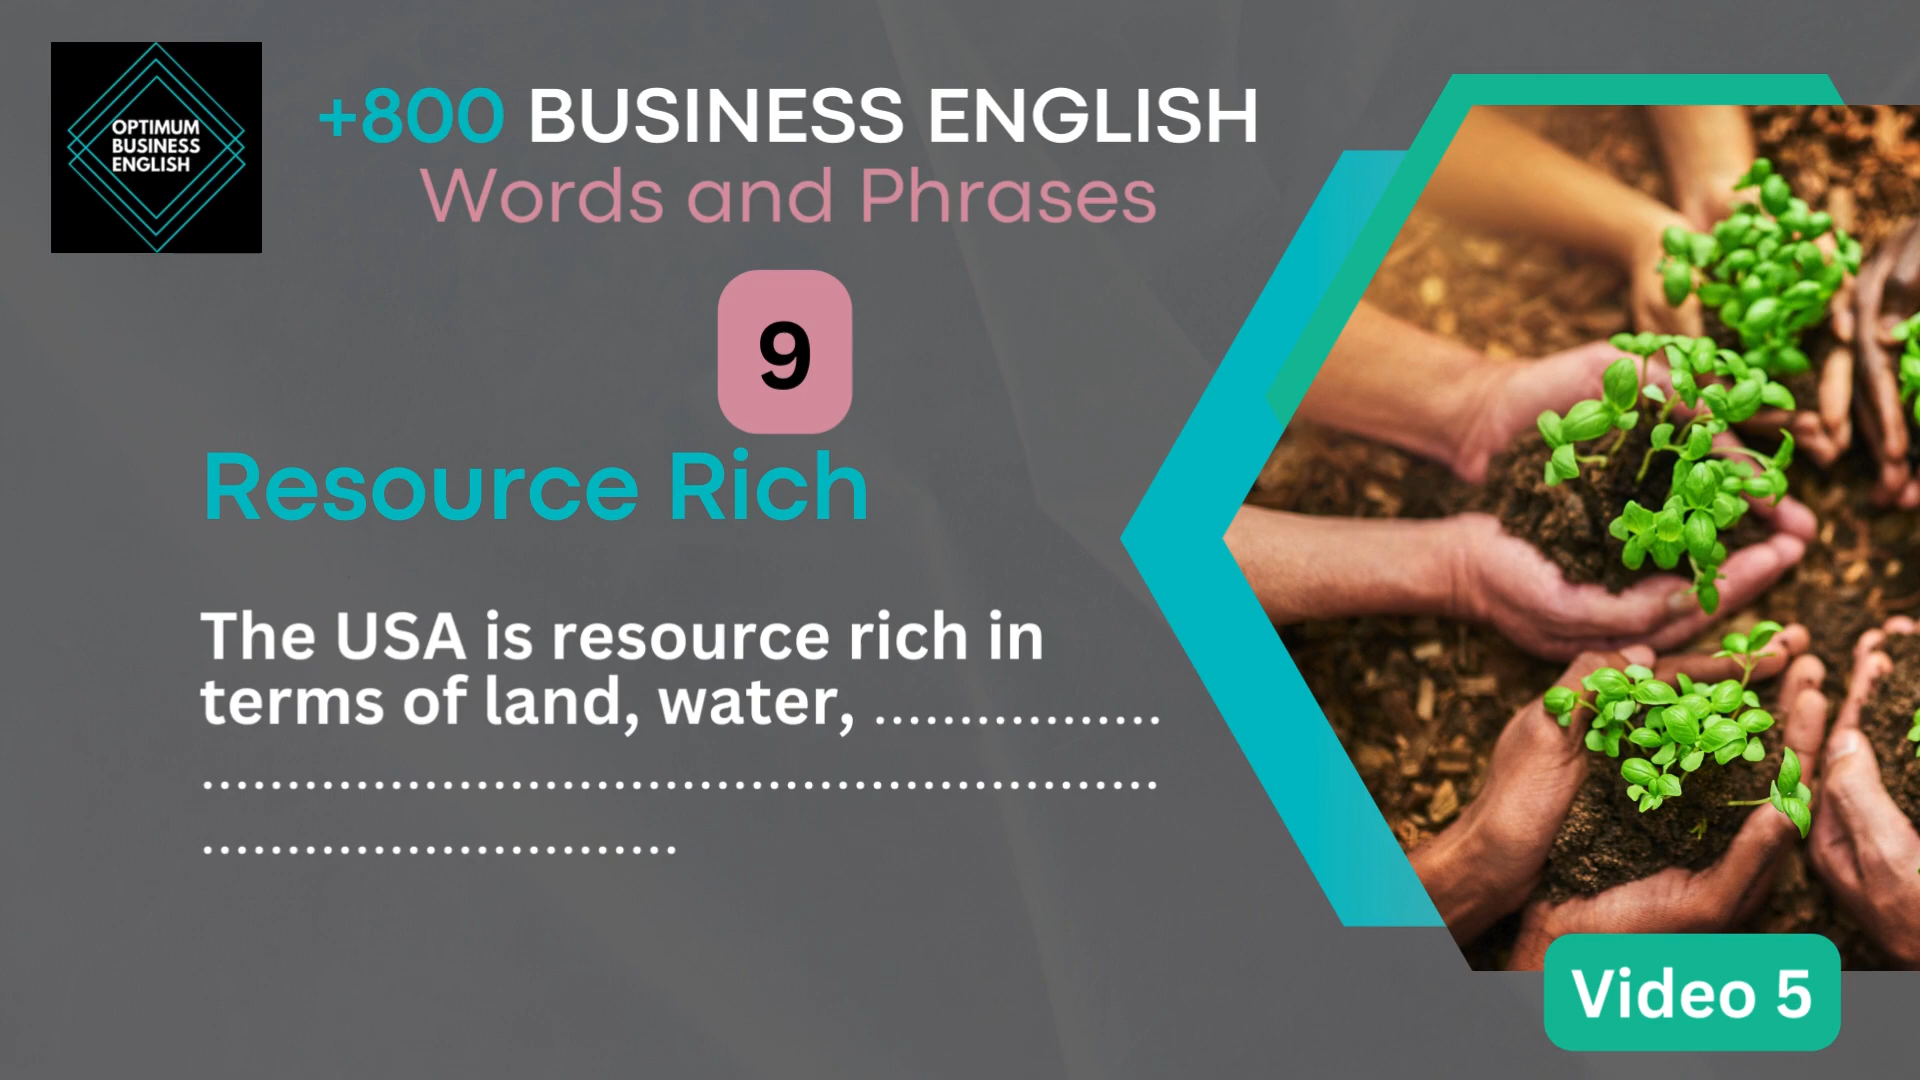 OPTIMUM
BUSINESS
ENGLISH
+800 BUSINESS ENGLISH
Words and Phrases
9
Resource Rich
The USA is resource rich in
terms of land, water, .................
........................................................
............................
Video 5